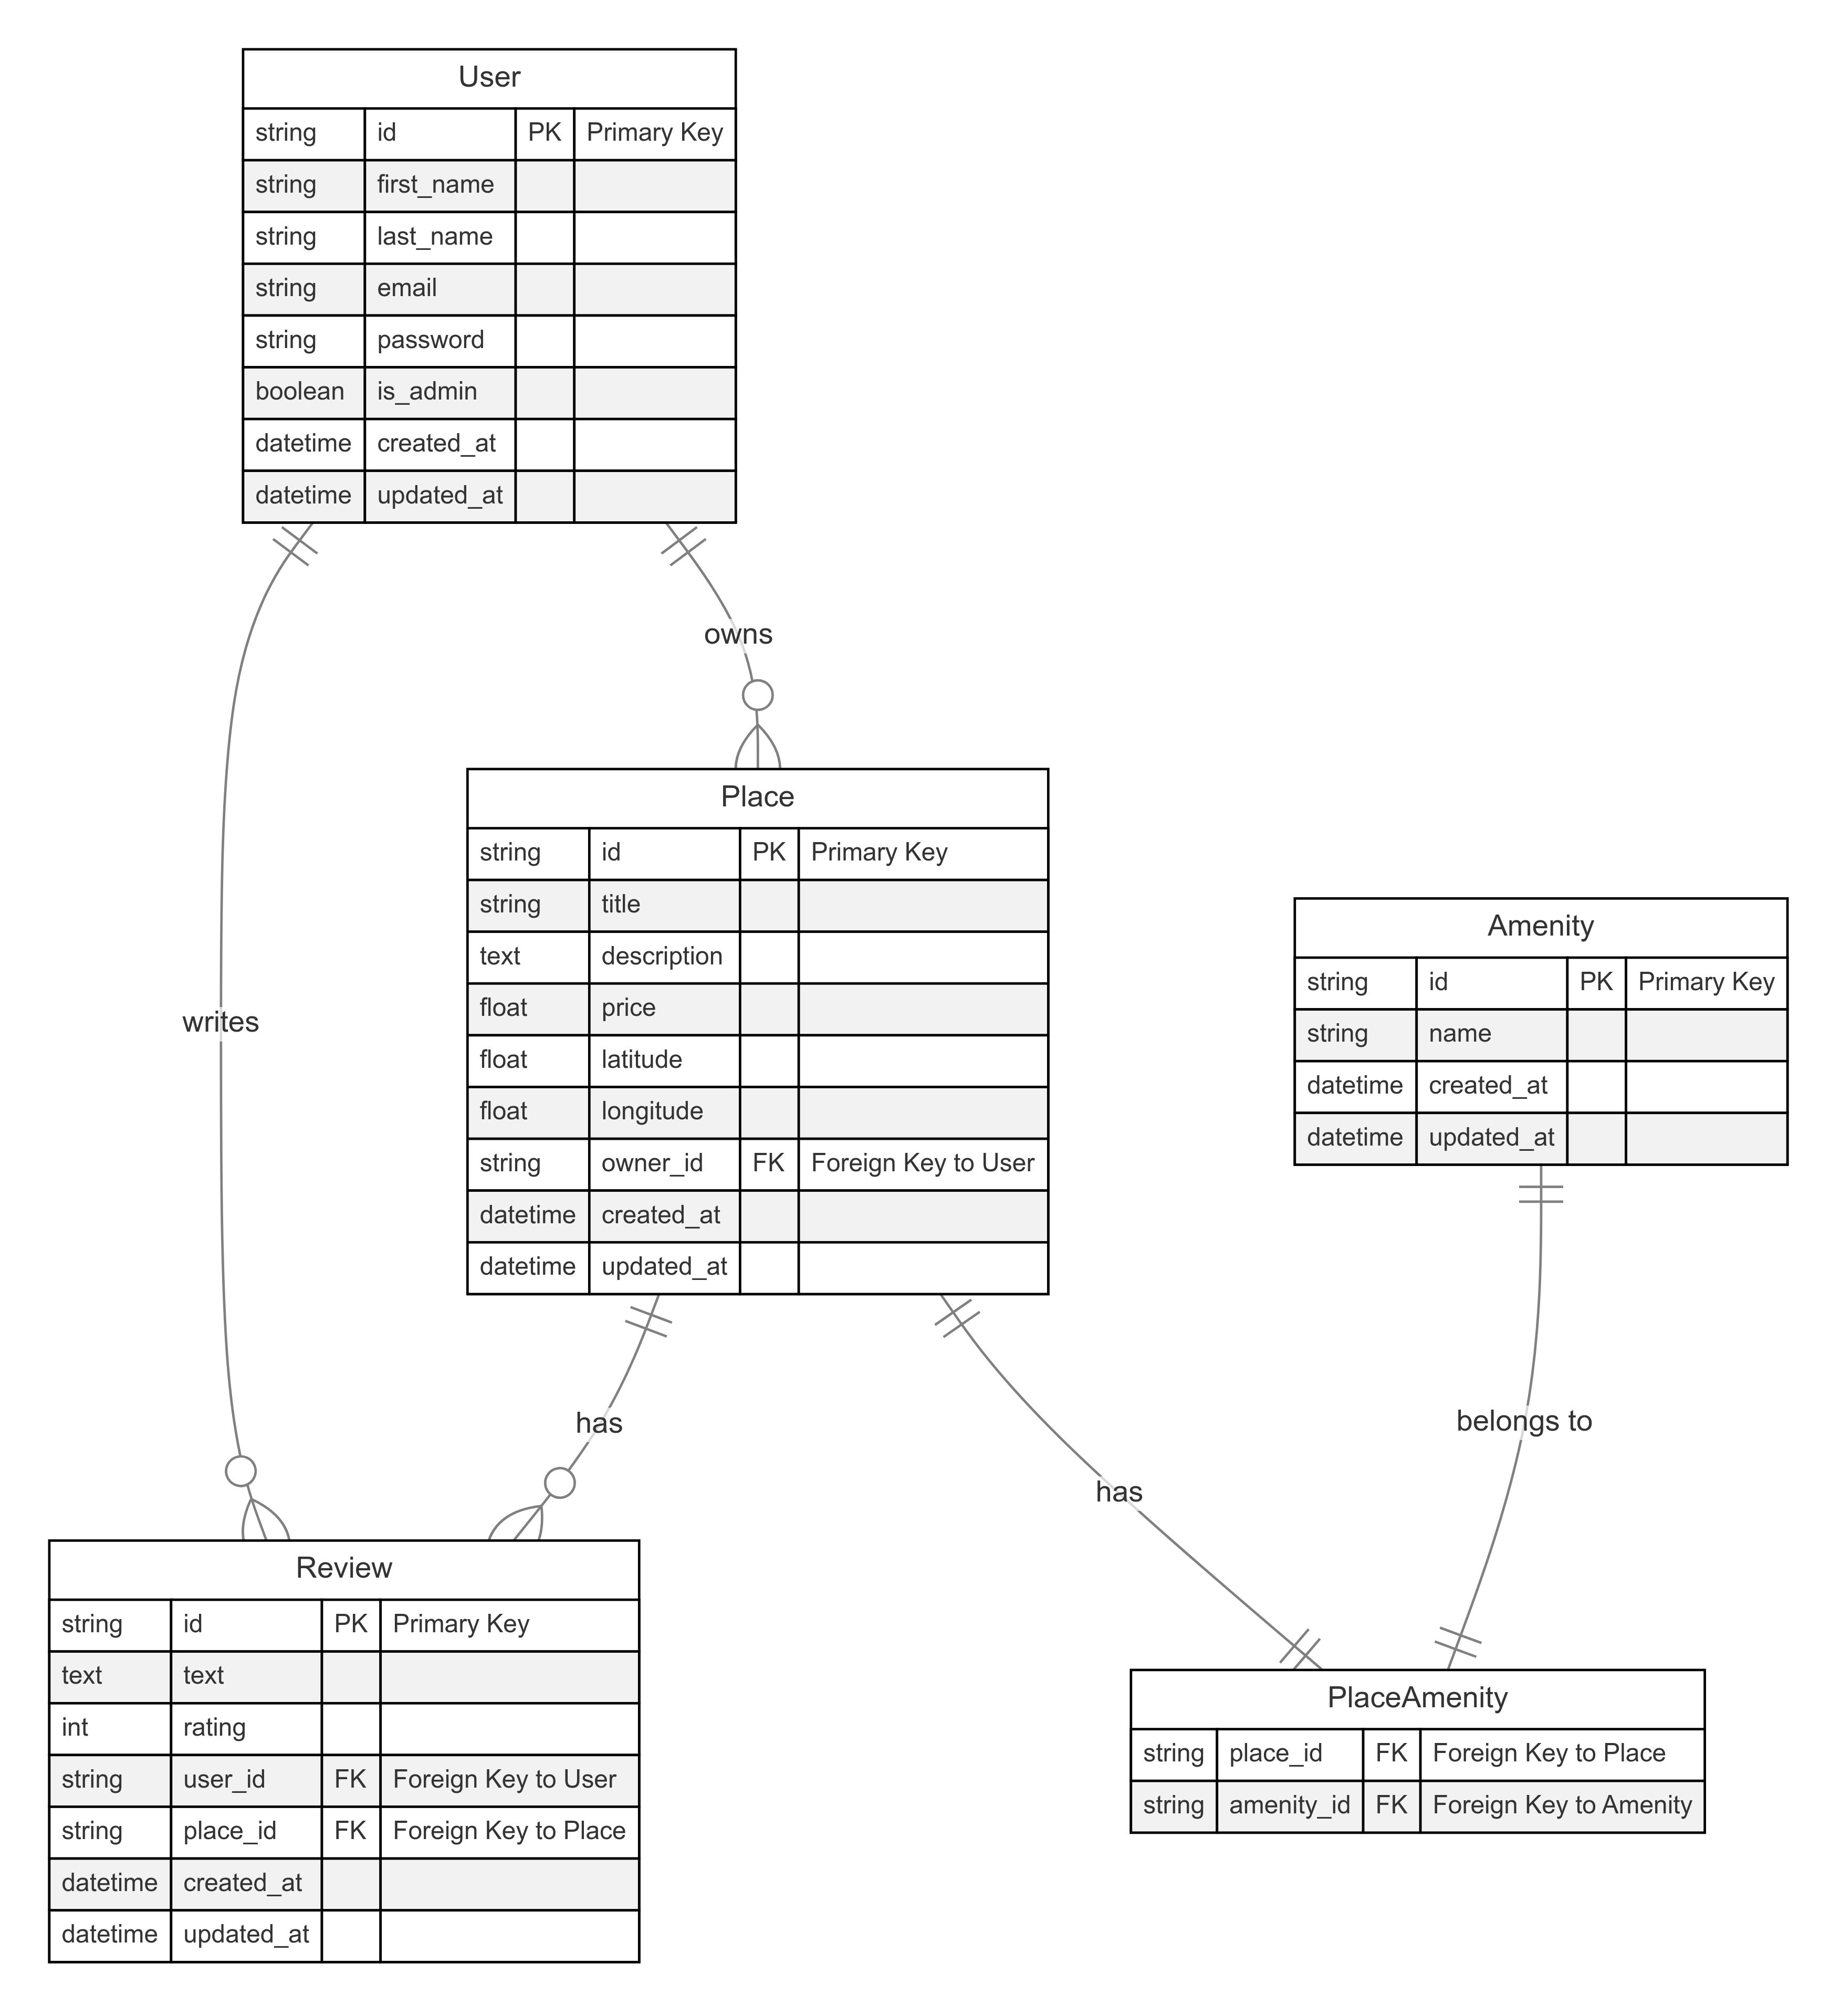 User
string id PK Primary Key
string first_name
string last_name
string email
string password
boolean is_admin
datetime created_at
datetime updated_at
owns
writes
Place
string id PK Primary Key
string title
text description
float price
float latitude
float longitude
string owner_id FK Foreign Key to User
datetime created_at
datetime updated_at
Amenity
string id PK Primary Key
string name
datetime created_at
datetime updated_at
has
has
belongs to
Review
string id PK Primary Key
text text
int rating
string user_id FK Foreign Key to User
string place_id FK Foreign Key to Place
datetime created_at
datetime updated_at
PlaceAmenity
string place_id FK Foreign Key to Place
string amenity_id FK Foreign Key to Amenity